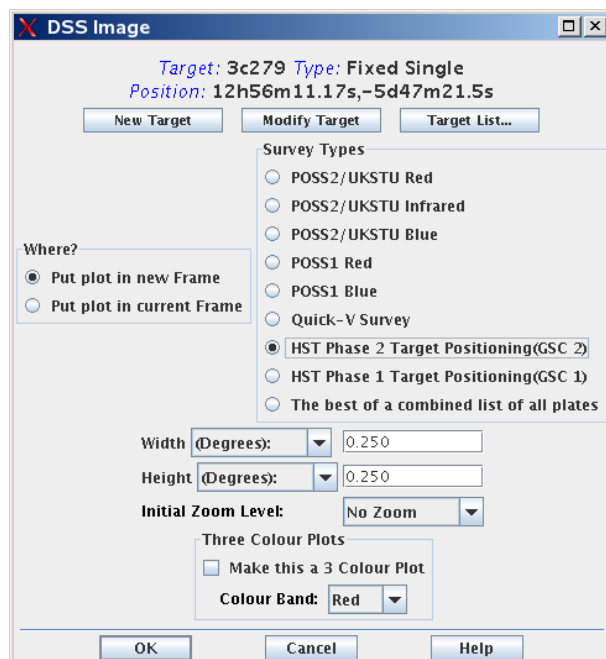 DSS Image
Target: 3c279 Type: Fixed Single
Position: 12h56m11.17s,-5d47m21.5s
New Target Modify Target Target List...
Survey Types
POSS2/UKSTU Red
POSS2/UKSTU Infrared
POSS2/UKSTU Blue
POSS1 Red
POSS1 Blue
Quick-V Survey
HST Phase 2 Target Positioning(GSC 2)
HST Phase 1 Target Positioning(GSC 1)
The best of a combined list of all plates
Where?
Put plot in new Frame
Put plot in current Frame
Width (Degrees): 0.250
Height (Degrees): 0.250
Initial Zoom Level: No Zoom
Three Colour Plots
Make this a 3 Colour Plot
Colour Band: Red
OK Cancel Help